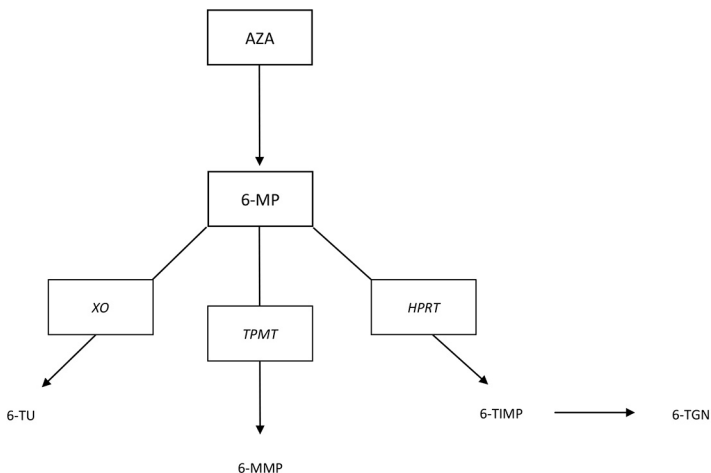 AZA
6-MP
XO
TPMT
HPRT
6-TU
6-TIMP
6-TGN
6-MMP